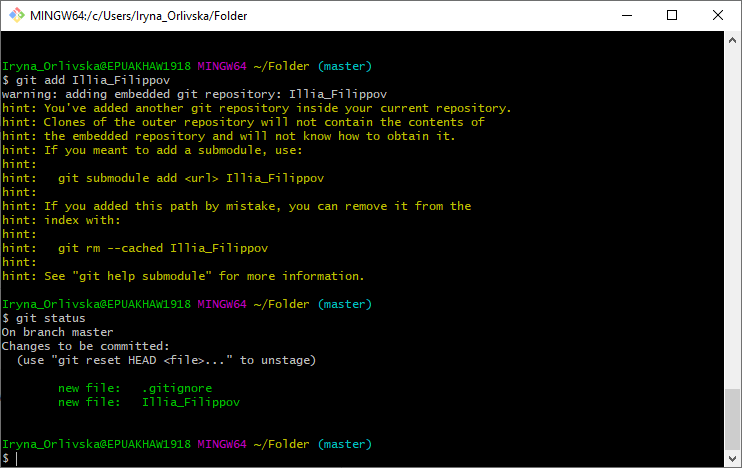 MINGW64:/c/Users/Iryna_Orlivska/Folder
Iryna_Orlivska@EPUAKHAW1918 MINGW64 ~/Folder (master)
$ git add Illia_Filippov
warning: adding embedded git repository: Illia_Filippov
hint: You've added another git repository inside your current repository.
hint: Clones of the outer repository will not contain the contents of
hint: the embedded repository and will not know how to obtain it.
hint: If you meant to add a submodule, use:
hint:
hint:   git submodule add <url> Illia_Filippov
hint:
hint: If you added this path by mistake, you can remove it from the
hint: index with:
hint:
hint:   git rm --cached Illia_Filippov
hint:
hint: See "git help submodule" for more information.
Iryna_Orlivska@EPUAKHAW1918 MINGW64 ~/Folder (master)
$ git status
On branch master
Changes to be committed:
  (use "git reset HEAD <file>..." to unstage)
        new file:   .gitignore
        new file:   Illia_Filippov
Iryna_Orlivska@EPUAKHAW1918 MINGW64 ~/Folder (master)
$